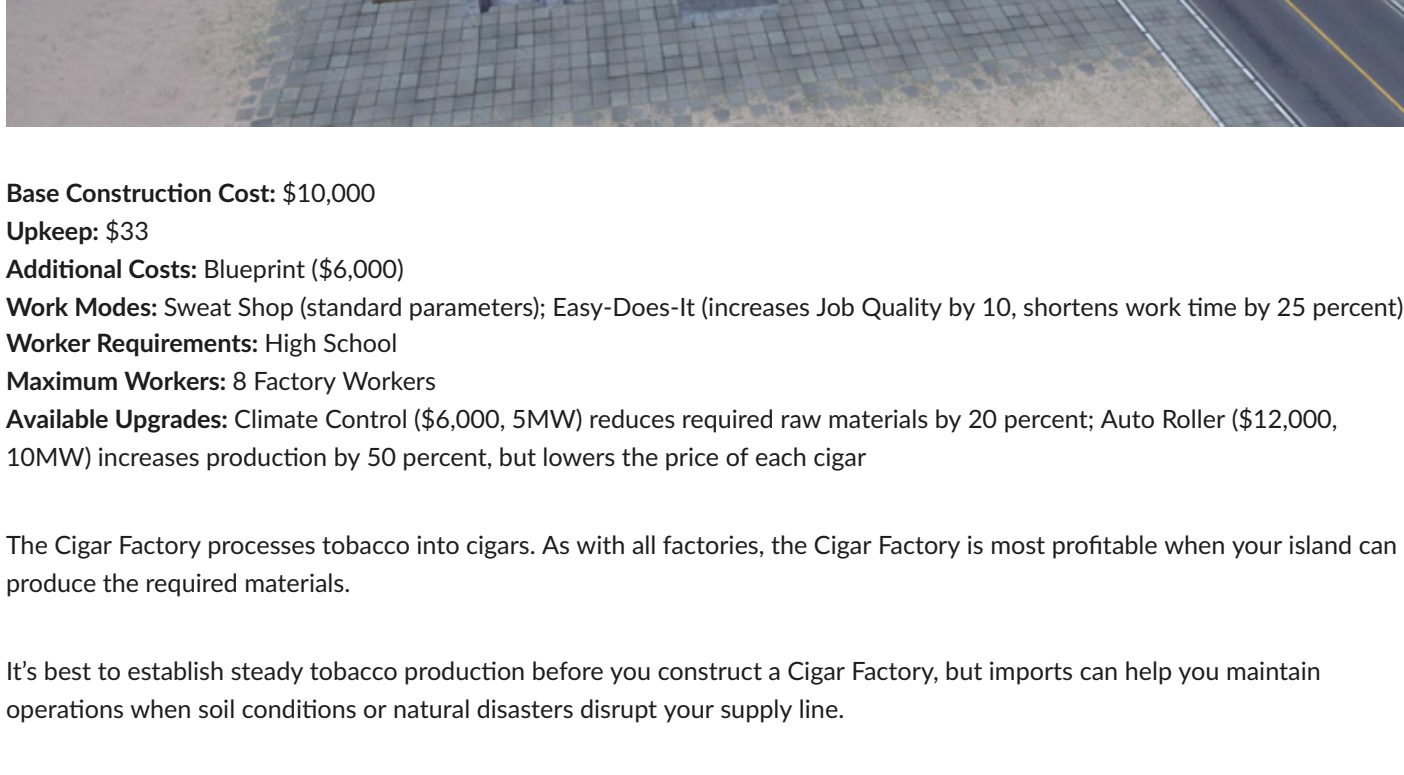 Base Construction Cost: $10,000
Upkeep: $33
Additional Costs: Blueprint ($6,000)
Work Modes: Sweat Shop (standard parameters); Easy-Does-It (increases Job Quality by 10, shortens work time by 25 percent)
Worker Requirements: High School
Maximum Workers: 8 Factory Workers
Available Upgrades: Climate Control ($6,000, 5MW) reduces required raw materials by 20 percent; Auto Roller ($12,000,
10MW) increases production by 50 percent, but lowers the price of each cigar
The Cigar Factory processes tobacco into cigars. As with all factories, the Cigar Factory is most profitable when your island can
produce the required materials.
It’s best to establish steady tobacco production before you construct a Cigar Factory, but imports can help you maintain
operations when soil conditions or natural disasters disrupt your supply line.